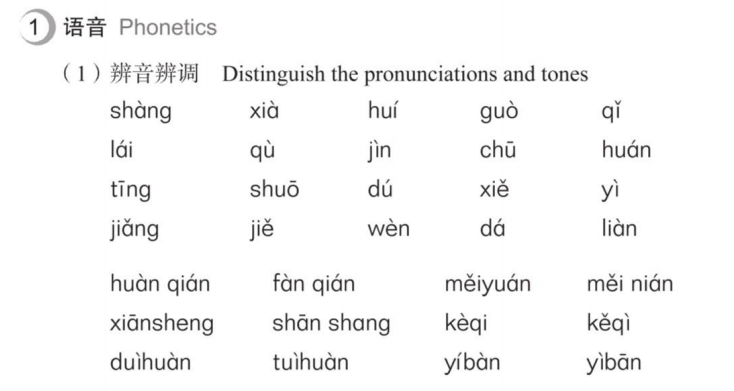 1 语音 Phonetics
（1）辨音辨调 Distinguish the pronunciations and tones
shàng xià huí guò qǐ
lái qù jìn chū huán
tīng shuō dú xiě yì
jiǎng jiě wèn dá liàn
huàn qián fàn qián měiyuán měi nián
xiānsheng shān shang kèqi kěqì
duìhuàn tuìhuàn yíbàn yìbān